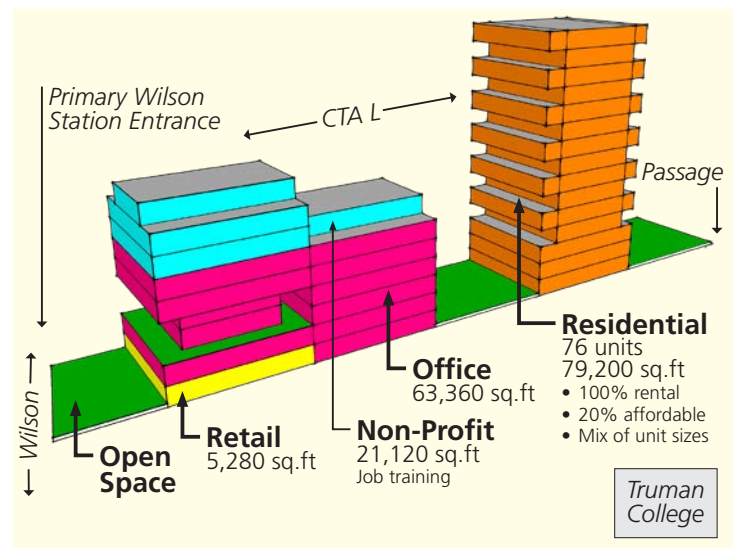 Primary Wilson
Station Entrance
CTA L
Passage
Residential
76 units
79,200 sq.ft
• 100% rental
• 20% affordable
• Mix of unit sizes
Office
63,360 sq.ft
Non-Profit
21,120 sq.ft
Job training
Retail
5,280 sq.ft
Open
Space
Wilson
Truman
College